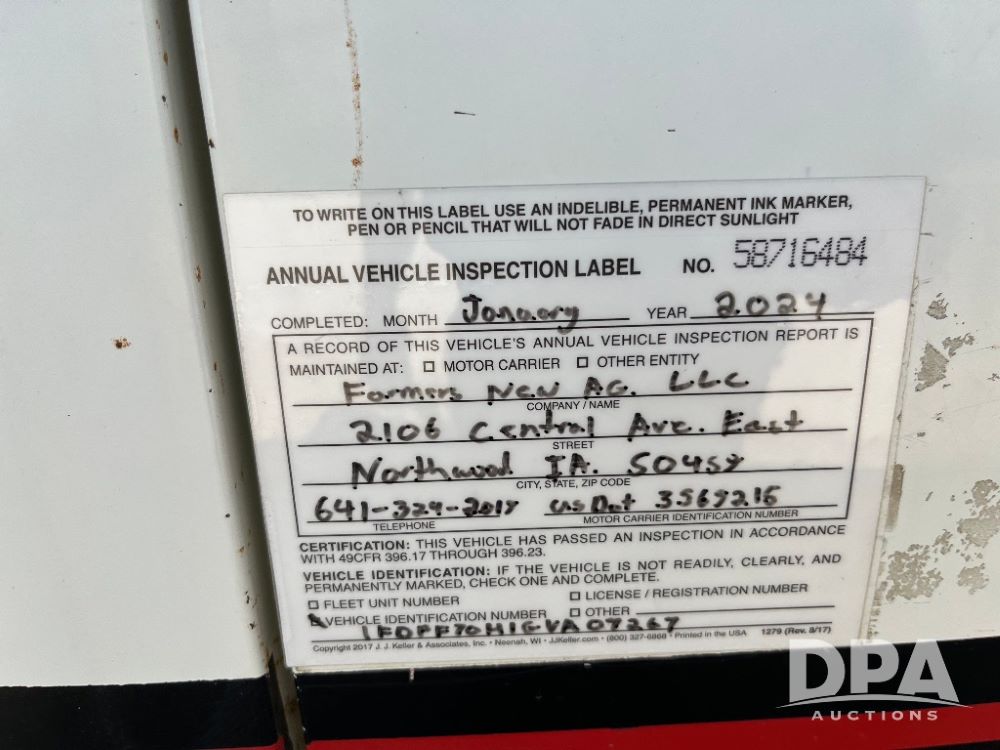 TO WRITE ON THIS LABEL USE AN INDELIBLE, PERMANENT INK MARKER,
PEN OR PENCIL THAT WILL NOT FADE IN DIRECT SUNLIGHT
ANNUAL VEHICLE INSPECTION LABEL NO. 58716484
COMPLETED: MONTH January YEAR 2024
A RECORD OF THIS VEHICLE'S ANNUAL VEHICLE INSPECTION REPORT IS
MAINTAINED AT: ☐ MOTOR CARRIER ☐ OTHER ENTITY
Farmers New AG. LLC
COMPANY / NAME
2106 Central Ave. East
STREET
Northwood IA. 50459
CITY, STATE, ZIP CODE
641-324-2018 US Dot 3569216
TELEPHONE MOTOR CARRIER IDENTIFICATION NUMBER
CERTIFICATION: THIS VEHICLE HAS PASSED AN INSPECTION IN ACCORDANCE
WITH 49CFR 396.17 THROUGH 396.23.
VEHICLE IDENTIFICATION: IF THE VEHICLE IS NOT READILY, CLEARLY, AND
PERMANENTLY MARKED, CHECK ONE AND COMPLETE.
☐ FLEET UNIT NUMBER ☐ LICENSE / REGISTRATION NUMBER
☒ VEHICLE IDENTIFICATION NUMBER ☐ OTHER
1FDPF70H1GVA07267
Copyright 2017 J. J. Keller & Associates, Inc. • Neenah, WI • JJKeller.com • (800) 327-6868 • Printed in the USA 1279 (Rev. 8/17)
DPA
AUCTIONS